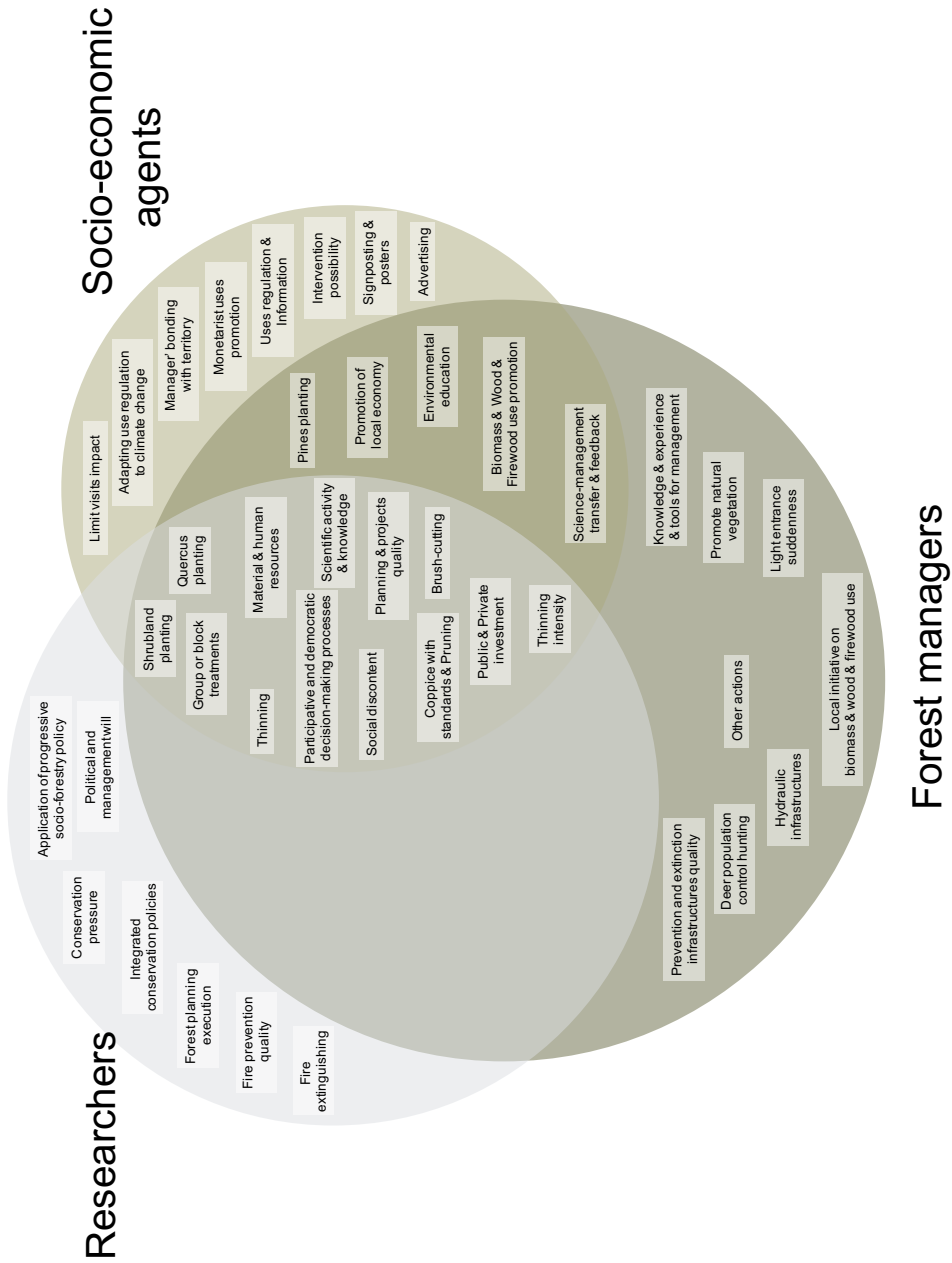 Researchers
Socio-economic
agents
Forest managers
Application of progressive
socio-forestry policy
Political and
management will
Conservation
pressure
Integrated
conservation policies
Forest planning
execution
Fire prevention
quality
Fire
extinguishing
Limit visits impact
Adapting use regulation
to climate change
Manager' bonding
with territory
Monetarist uses
promotion
Uses regulation &
Information
Intervention
possibility
Signposting &
posters
Advertising
Shrubland
planting
Quercus
planting
Group or block
treatments
Material & human
resources
Thinning
Scientific activity
& knowledge
Participative and democratic
decision-making processes
Planning & projects
quality
Social discontent
Brush-cutting
Coppice with
standards & Pruning
Public & Private
investment
Thinning
intensity
Pines planting
Promotion of
local economy
Environmental
education
Biomass & Wood &
Firewood use promotion
Science-management
transfer & feedback
Knowledge & experience
& tools for management
Promote natural
vegetation
Light entrance
suddenness
Other actions
Prevention and extinction
infrastructures quality
Deer population
control hunting
Hydraulic
infrastructures
Local initiative on
biomass & wood & firewood use